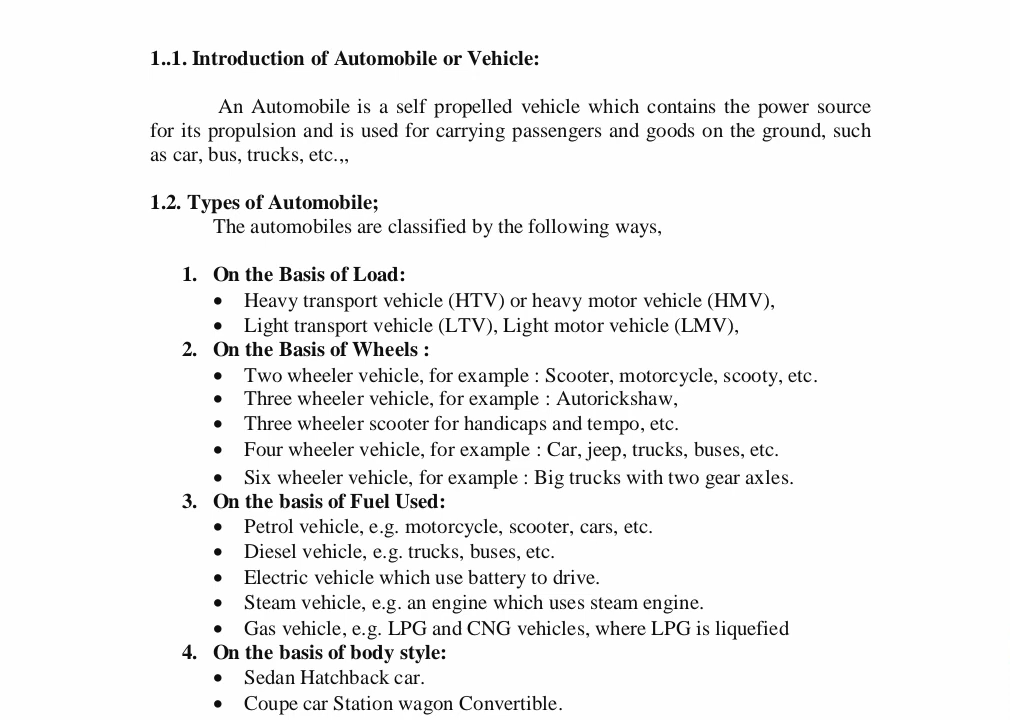 1..1. Introduction of Automobile or Vehicle:
An Automobile is a self propelled vehicle which contains the power source
for its propulsion and is used for carrying passengers and goods on the ground, such
as car, bus, trucks, etc.,,
1.2. Types of Automobile;
The automobiles are classified by the following ways,
1. On the Basis of Load:
• Heavy transport vehicle (HTV) or heavy motor vehicle (HMV),
• Light transport vehicle (LTV), Light motor vehicle (LMV),
2. On the Basis of Wheels :
• Two wheeler vehicle, for example : Scooter, motorcycle, scooty, etc.
• Three wheeler vehicle, for example : Autorickshaw,
• Three wheeler scooter for handicaps and tempo, etc.
• Four wheeler vehicle, for example : Car, jeep, trucks, buses, etc.
• Six wheeler vehicle, for example : Big trucks with two gear axles.
3. On the basis of Fuel Used:
• Petrol vehicle, e.g. motorcycle, scooter, cars, etc.
• Diesel vehicle, e.g. trucks, buses, etc.
• Electric vehicle which use battery to drive.
• Steam vehicle, e.g. an engine which uses steam engine.
• Gas vehicle, e.g. LPG and CNG vehicles, where LPG is liquefied
4. On the basis of body style:
• Sedan Hatchback car.
• Coupe car Station wagon Convertible.